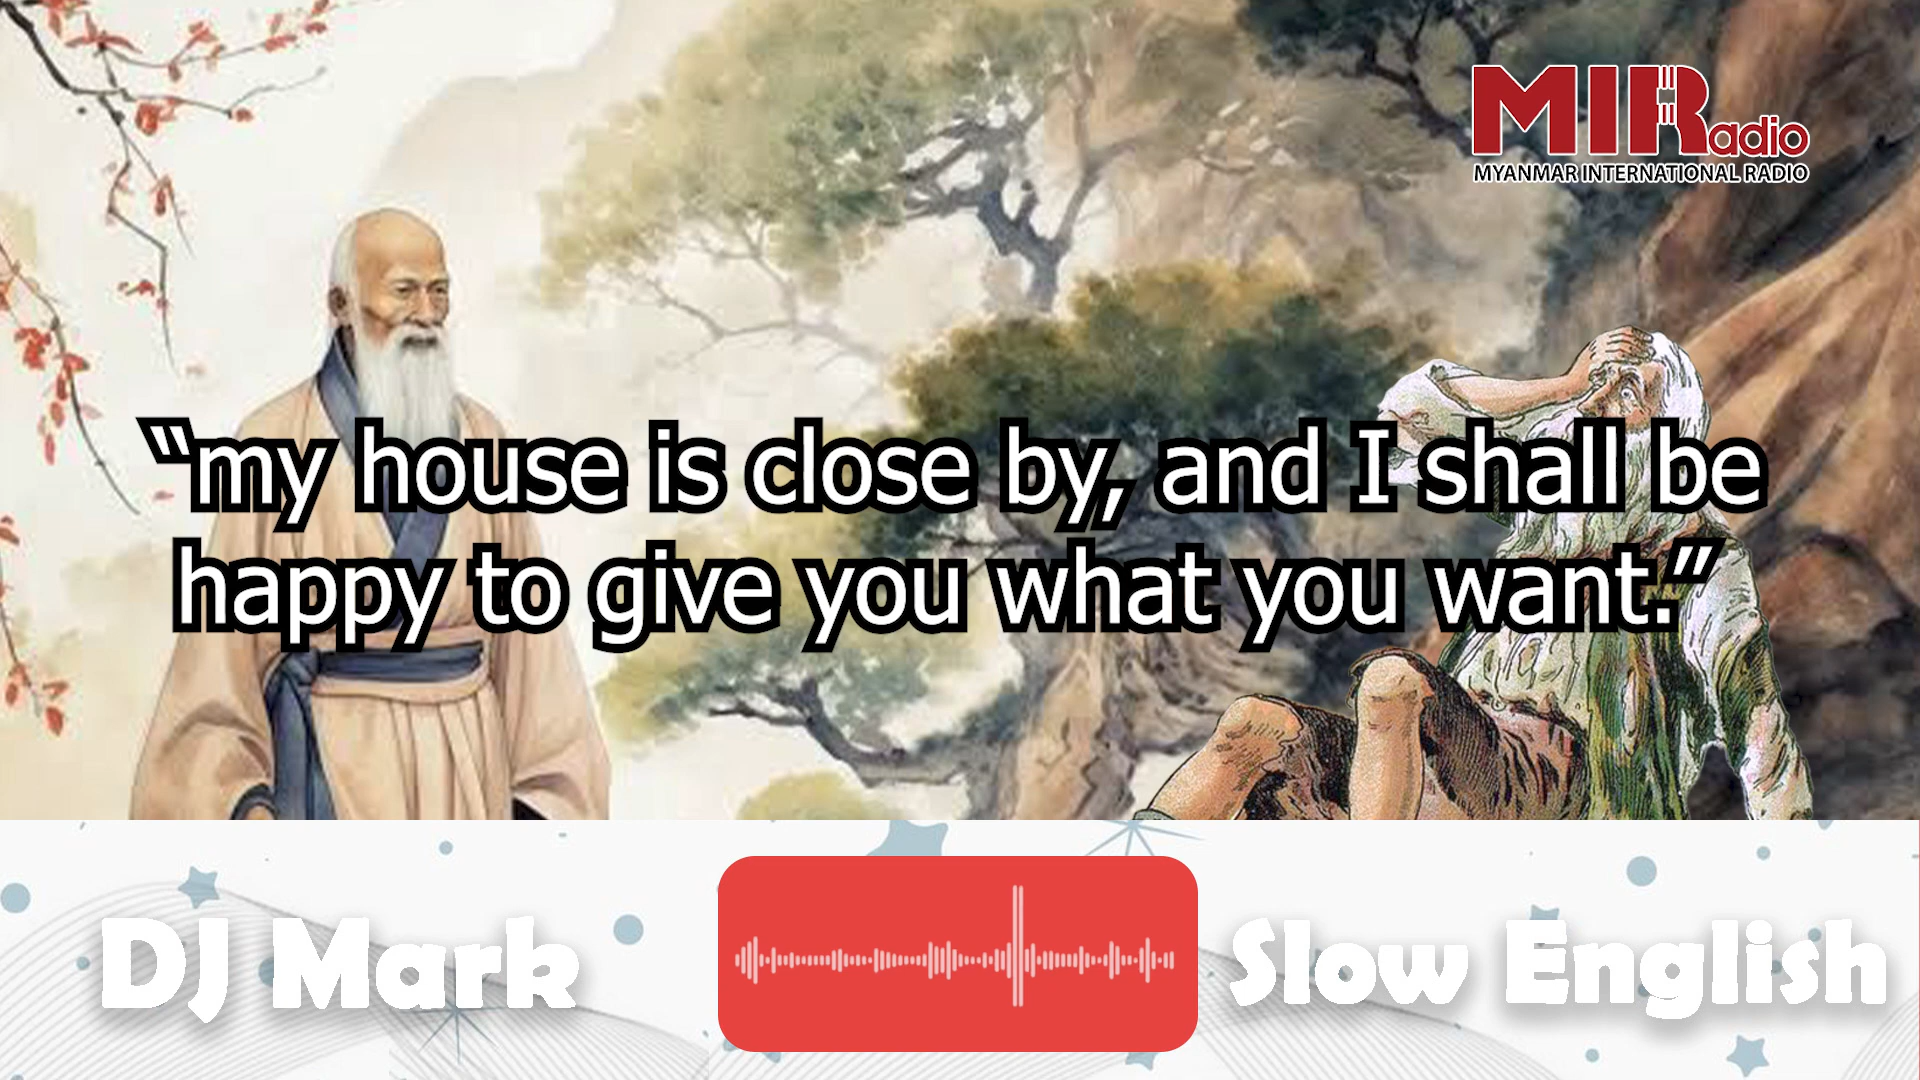 MIRadio
MYANMAR INTERNATIONAL RADIO
“my house is close by, and I shall be
happy to give you what you want.”
DJ Mark
Slow English